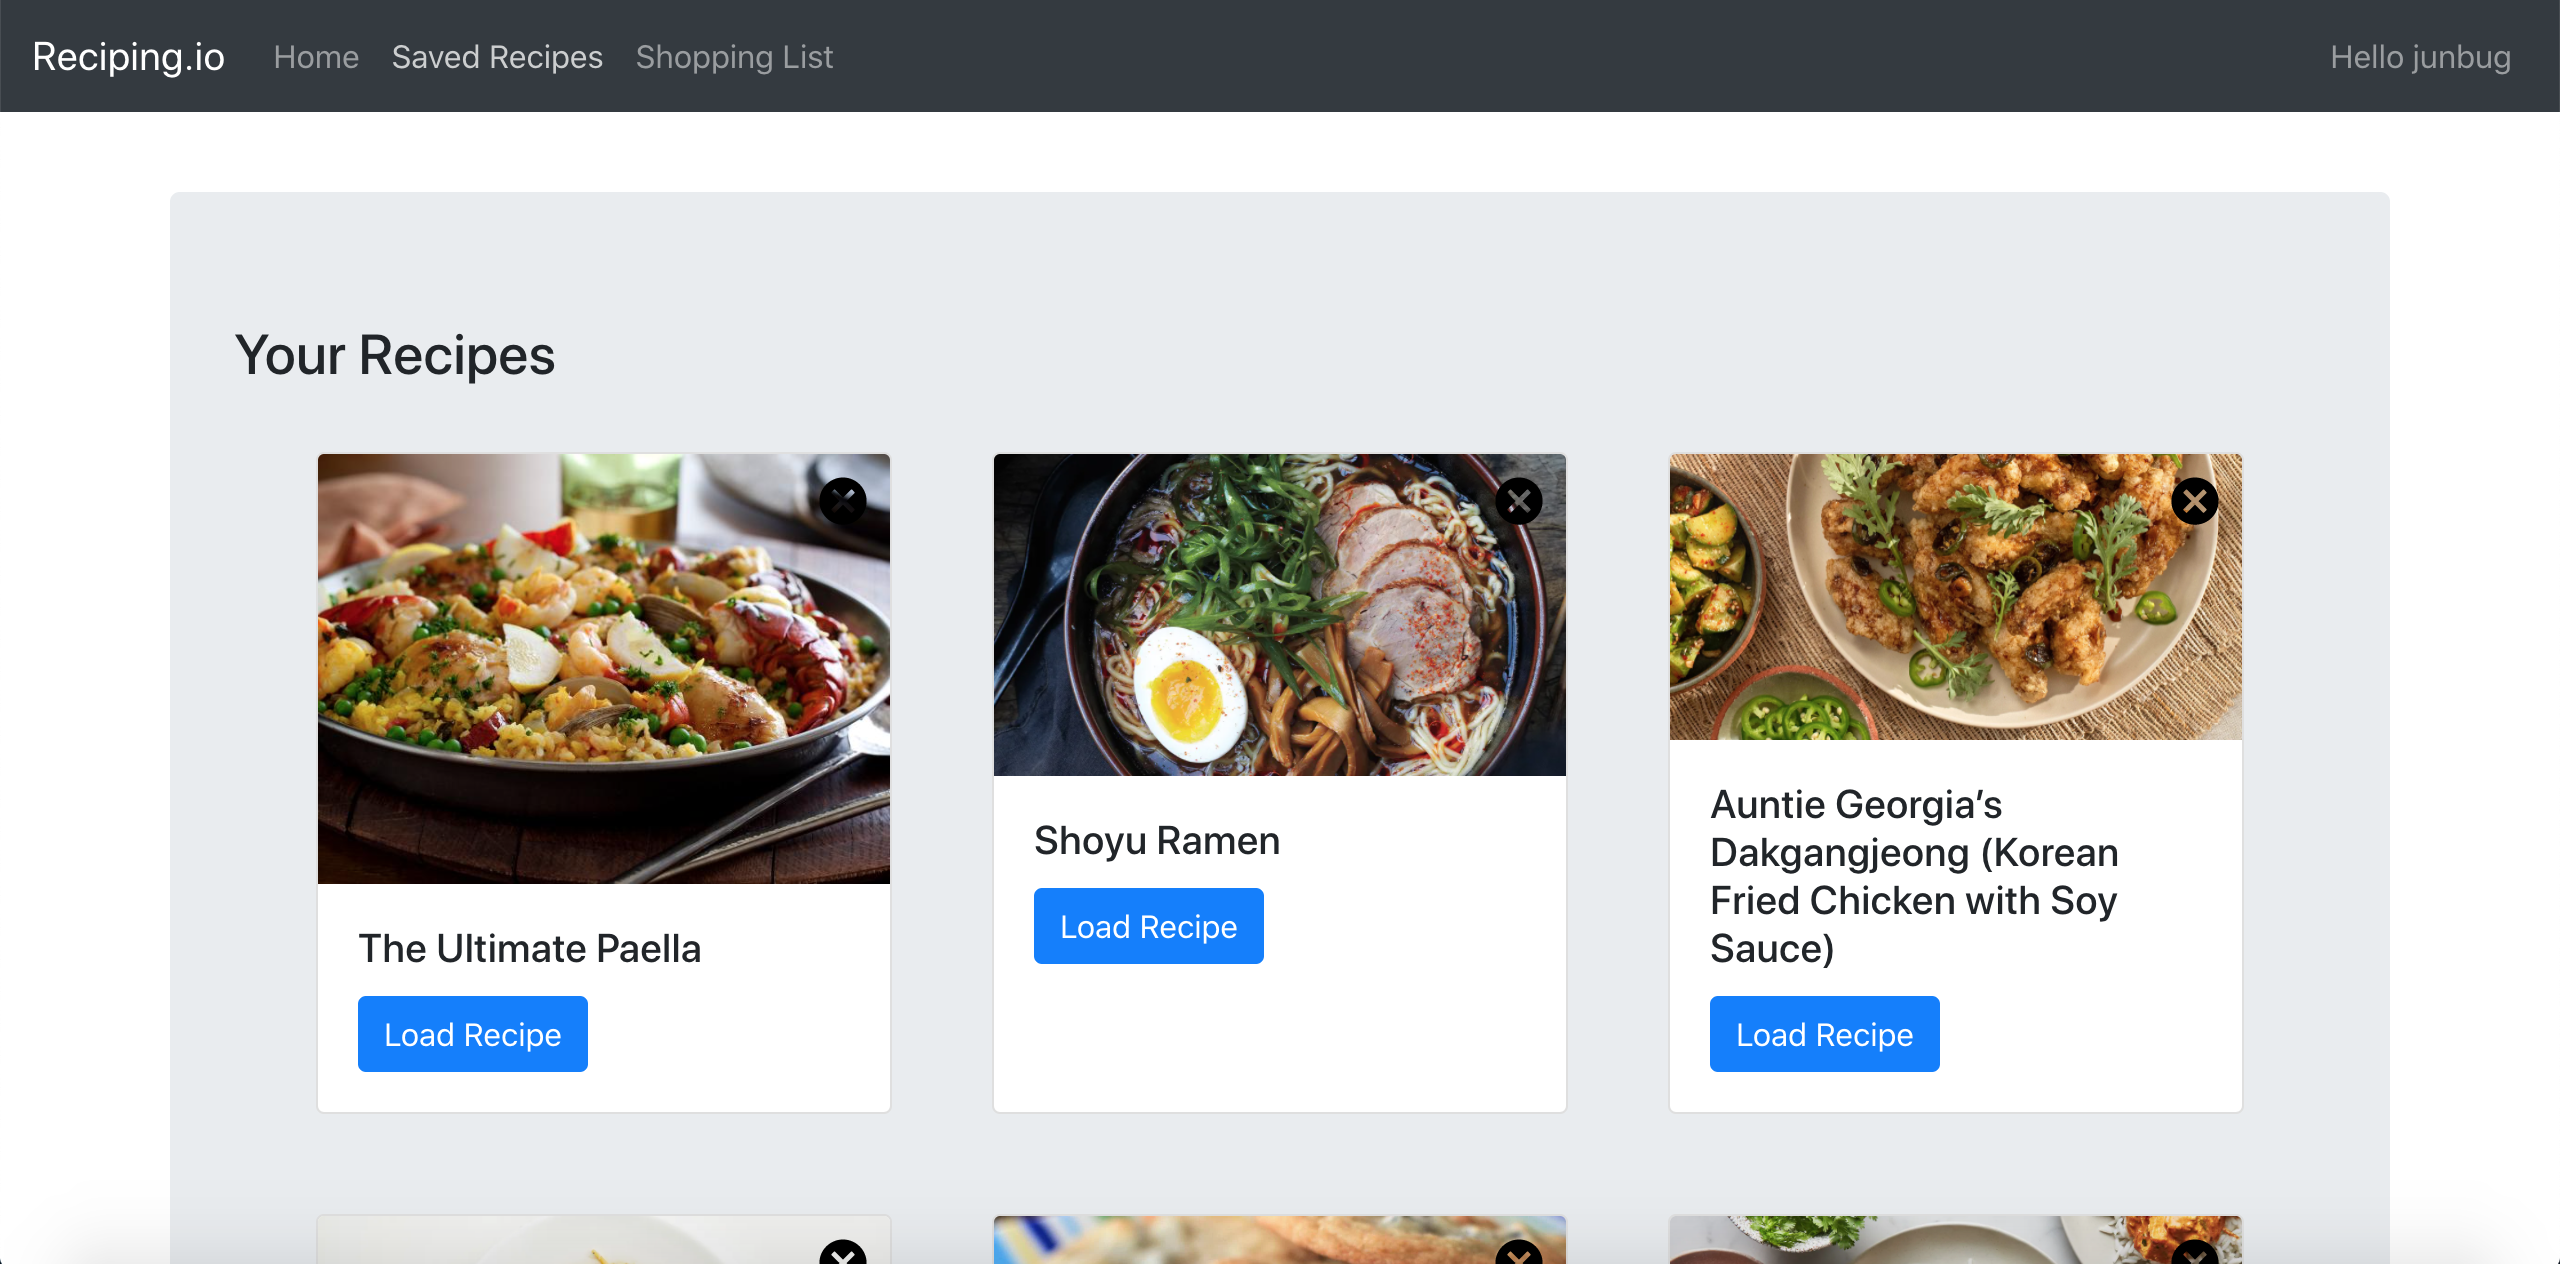 Reciping.io Home Saved Recipes Shopping List Hello junbug
Your Recipes
The Ultimate Paella
Load Recipe
Shoyu Ramen
Load Recipe
Auntie Georgia’s
Dakgangjeong (Korean
Fried Chicken with Soy
Sauce)
Load Recipe